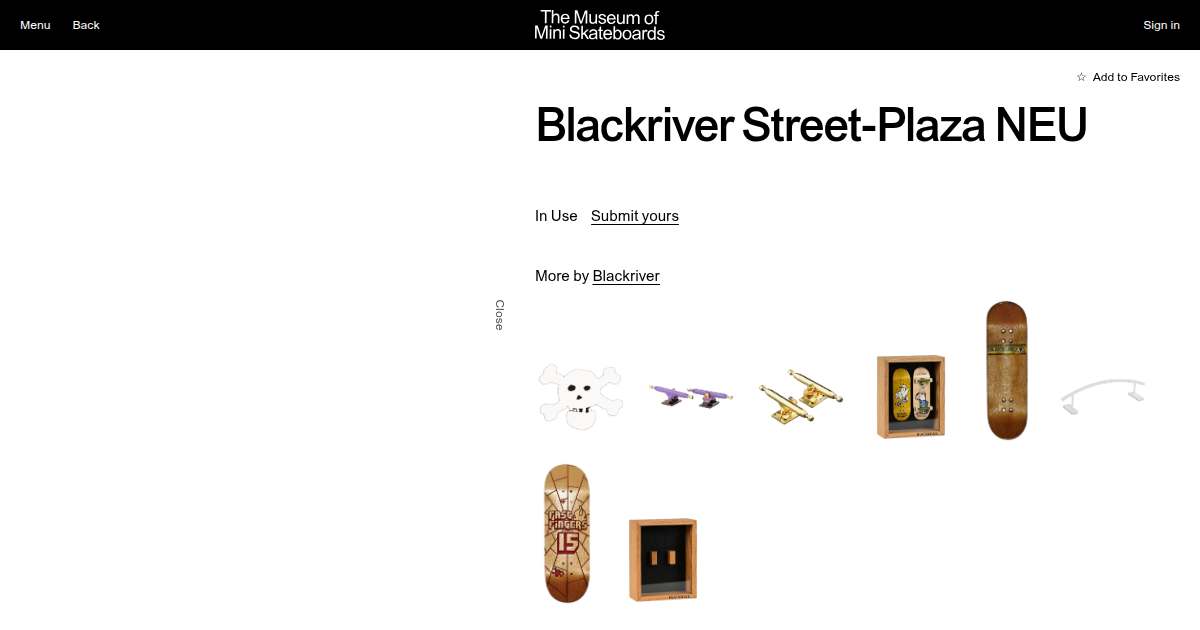 Menu
Back
The Museum of
Mini Skateboards
Sign in
☆ Add to Favorites
Blackriver Street-Plaza NEU
In Use Submit yours
More by Blackriver
Close
FAST
FINGERS
15